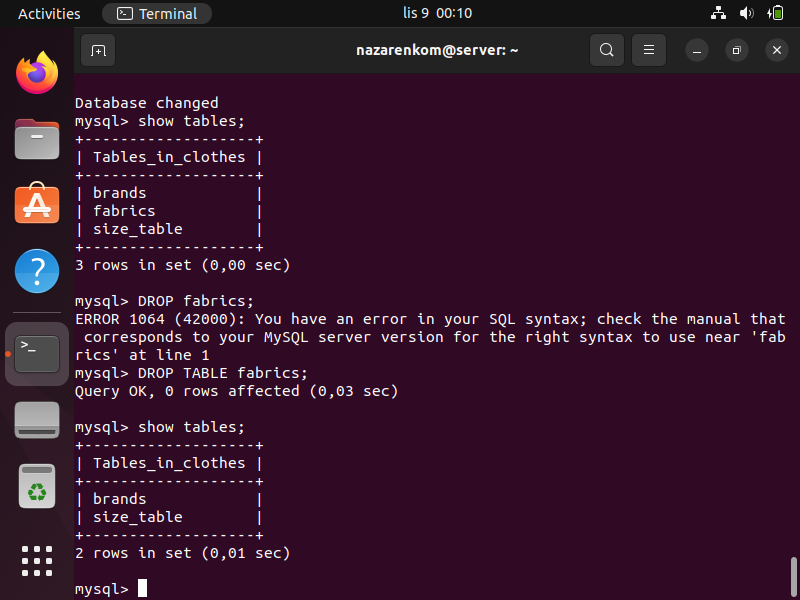 Activities
Terminal
lis 9 00:10
nazarenkom@server: ~
Database changed
mysql> show tables;
+-------------------+
| Tables_in_clothes |
+-------------------+
| brands            |
| fabrics           |
| size_table        |
+-------------------+
3 rows in set (0,00 sec)
mysql> DROP fabrics;
ERROR 1064 (42000): You have an error in your SQL syntax; check the manual that
 corresponds to your MySQL server version for the right syntax to use near 'fab
rics' at line 1
mysql> DROP TABLE fabrics;
Query OK, 0 rows affected (0,03 sec)
mysql> show tables;
+-------------------+
| Tables_in_clothes |
+-------------------+
| brands            |
| size_table        |
+-------------------+
2 rows in set (0,01 sec)
mysql>